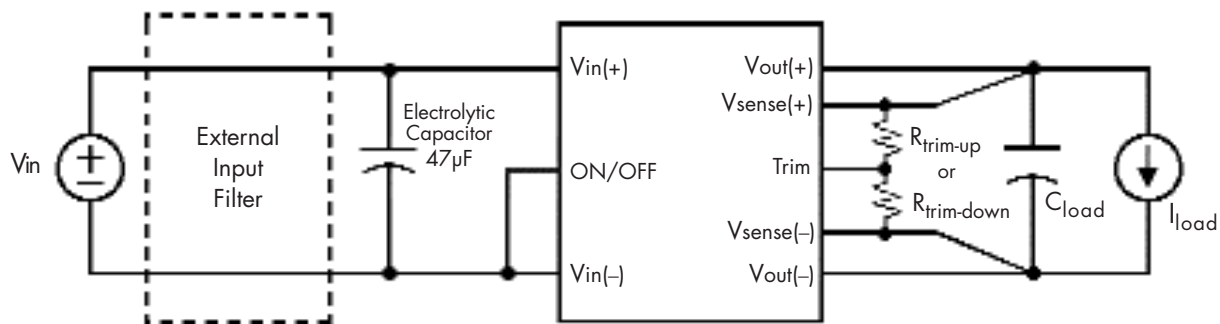 Vin
External
Input
Filter
Electrolytic
Capacitor
47µF
Vin(+)
ON/OFF
Vin(–)
Vout(+)
Vsense(+)
Trim
Vsense(–)
Vout(–)
Rtrim-up
or
Rtrim-down
Cload
Iload